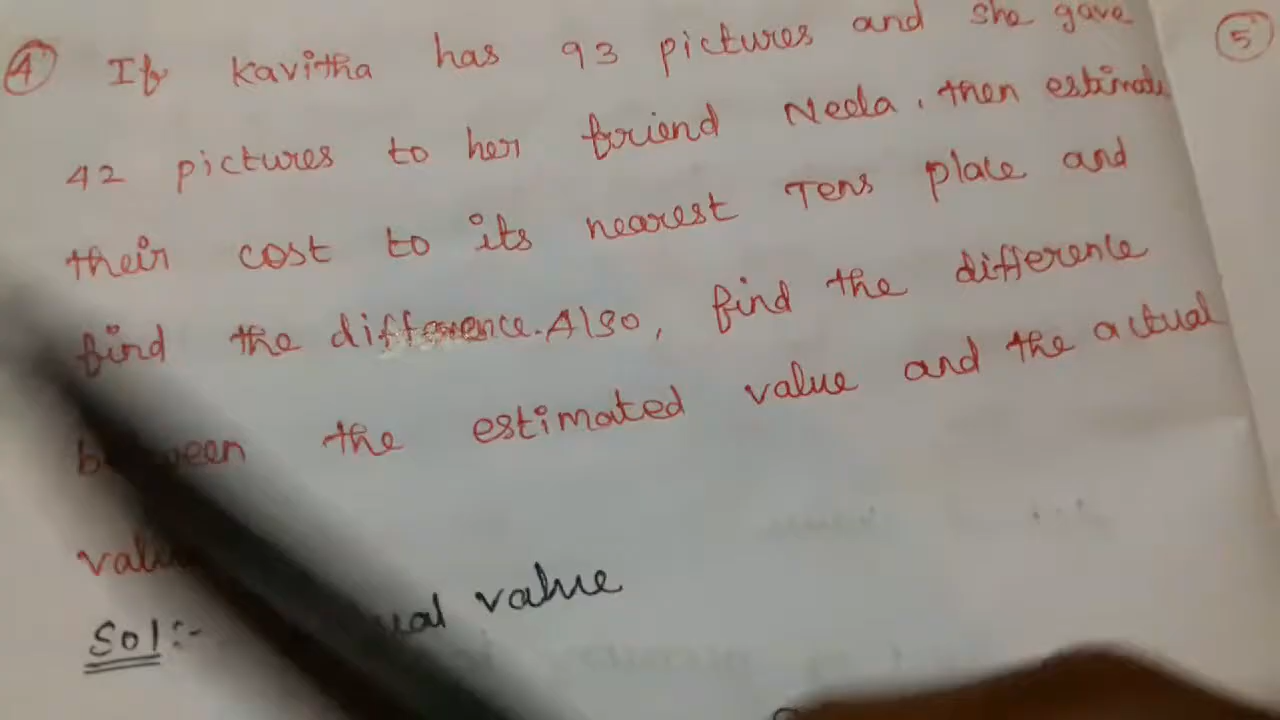 4 If Kavitha has 93 pictures and she gave
42 pictures to her friend Neela. then estimate
their cost to its nearest Tens place and
find the difference. Also, find the difference
between the estimated value and the actual
Sol:- value
5